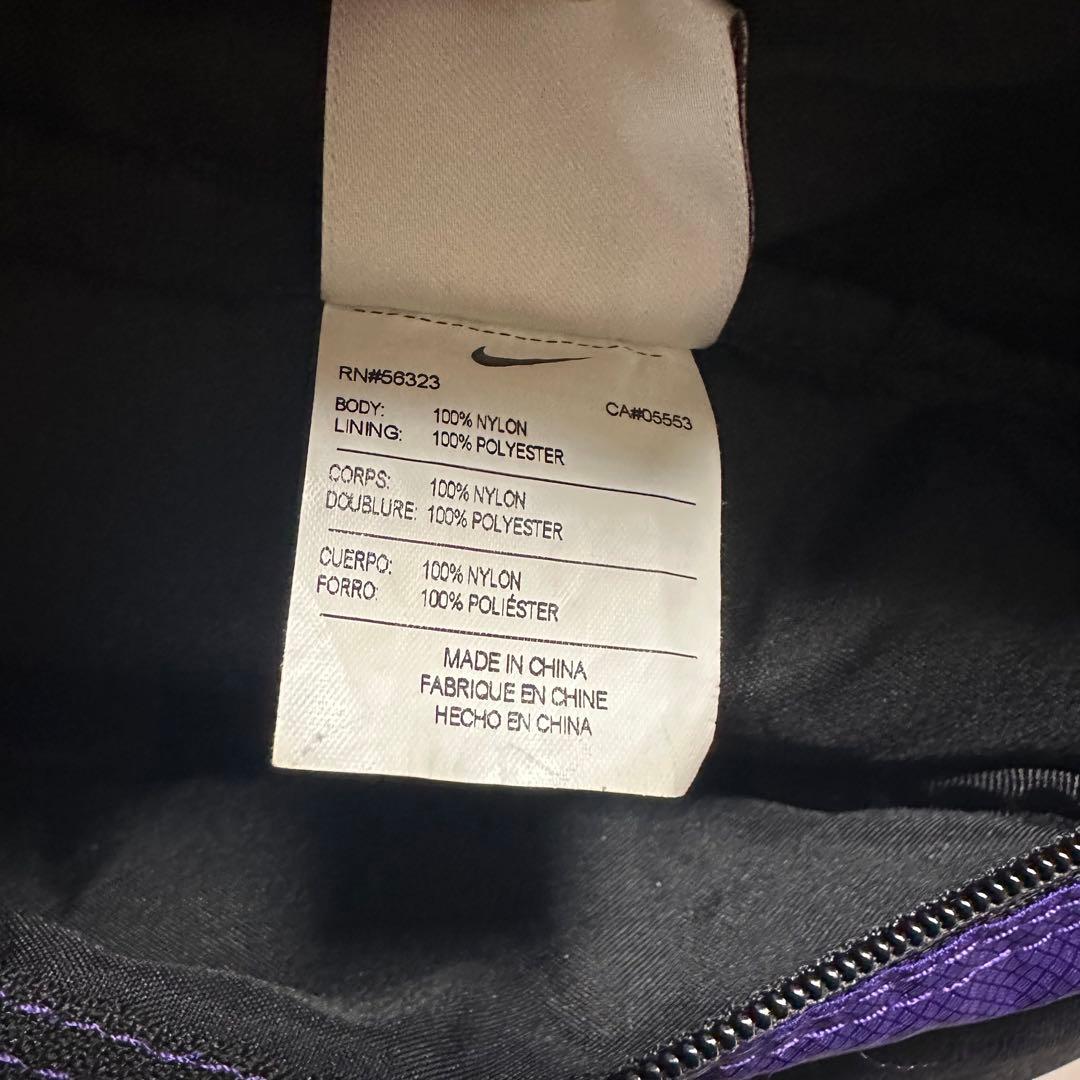 RN#56323
CA#05553
BODY: 100% NYLON
LINING: 100% POLYESTER
CORPS: 100% NYLON
DOUBLURE: 100% POLYESTER
CUERPO: 100% NYLON
FORRO: 100% POLIÉSTER
MADE IN CHINA
FABRIQUE EN CHINE
HECHO EN CHINA